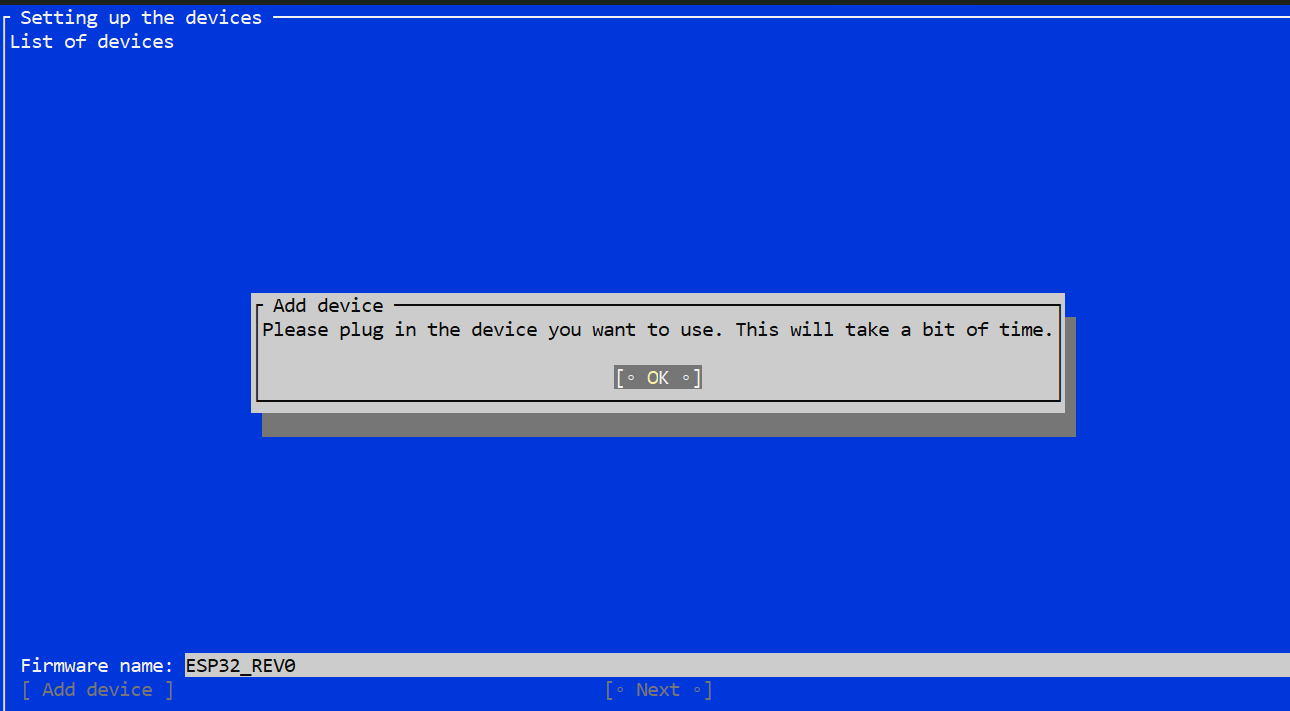 Setting up the devices
List of devices
Add device
Please plug in the device you want to use. This will take a bit of time.
[◦ OK ◦]
Firmware name: ESP32_REV0
[ Add device ] [◦ Next ◦]